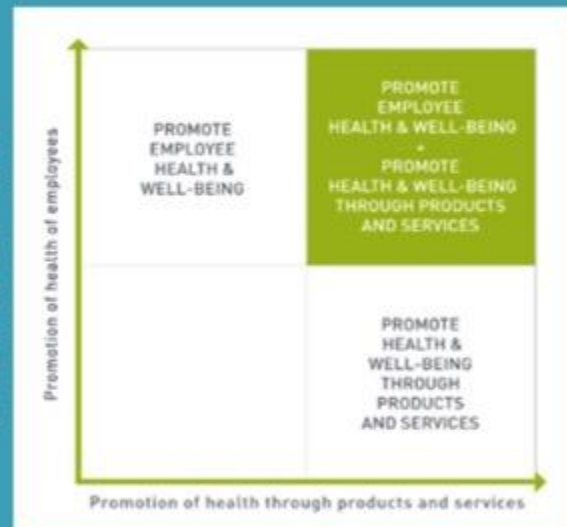 Promotion of health of employees
PROMOTE
EMPLOYEE
HEALTH &
WELL-BEING
PROMOTE
EMPLOYEE
HEALTH & WELL-BEING
+
PROMOTE
HEALTH & WELL-BEING
THROUGH PRODUCTS
AND SERVICES
PROMOTE
HEALTH &
WELL-BEING
THROUGH
PRODUCTS
AND SERVICES
Promotion of health through products and services